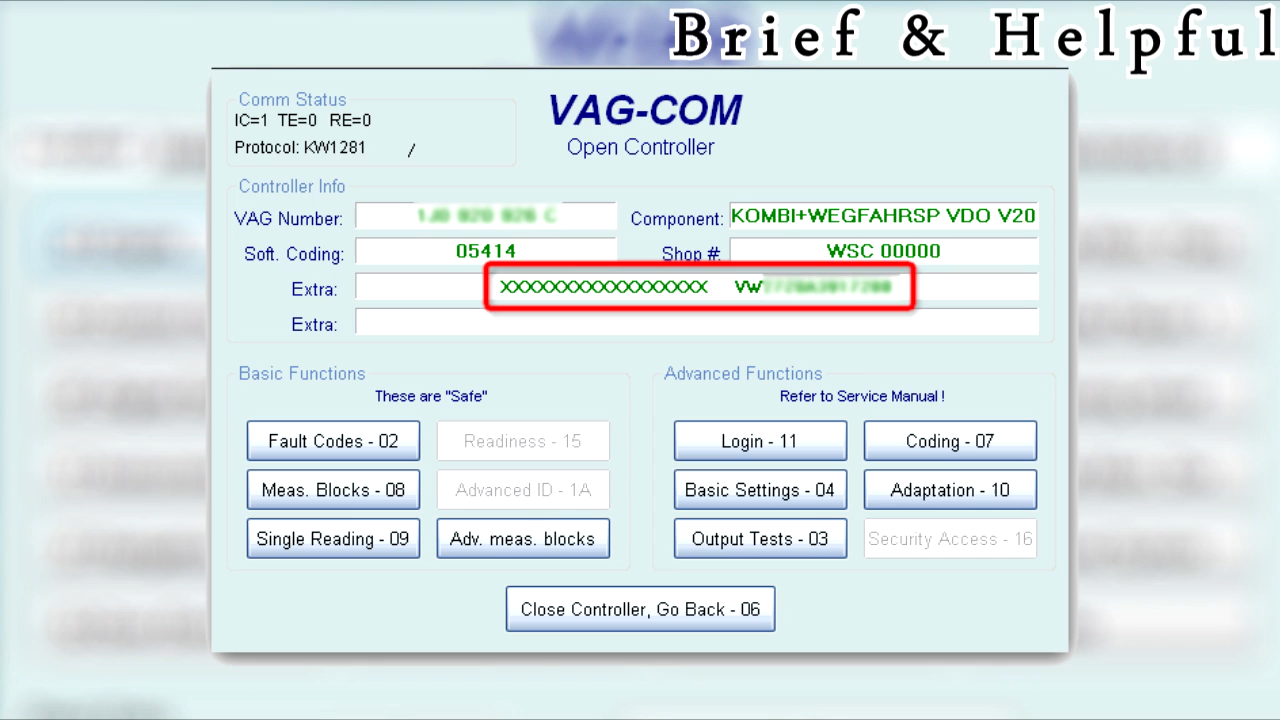 Brief & Helpful
Comm Status
IC=1 TE=0 RE=0
Protocol: KW1281 /
VAG-COM
Open Controller
Controller Info
VAG Number:
Component: KOMBI+WEGFAHRSP VDO V20
Soft. Coding: 05414
Shop #: WSC 00000
Extra: XXXXXXXXXXXXXXXXX VW
Extra:
Basic Functions
These are "Safe"
Fault Codes - 02
Readiness - 15
Meas. Blocks - 08
Advanced ID - 1A
Single Reading - 09
Adv. meas. blocks
Advanced Functions
Refer to Service Manual !
Login - 11
Coding - 07
Basic Settings - 04
Adaptation - 10
Output Tests - 03
Security Access - 16
Close Controller, Go Back - 06